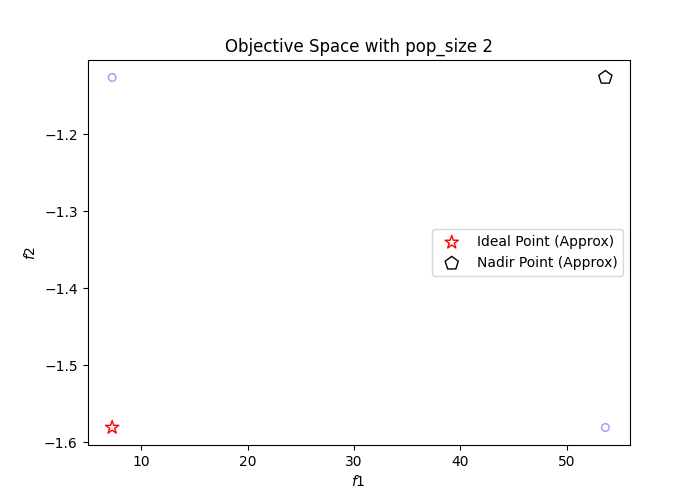 Objective Space with pop_size 2
−1.2
−1.3
−1.4
−1.5
−1.6
f2
Ideal Point (Approx)
Nadir Point (Approx)
10
20
30
40
50
f1